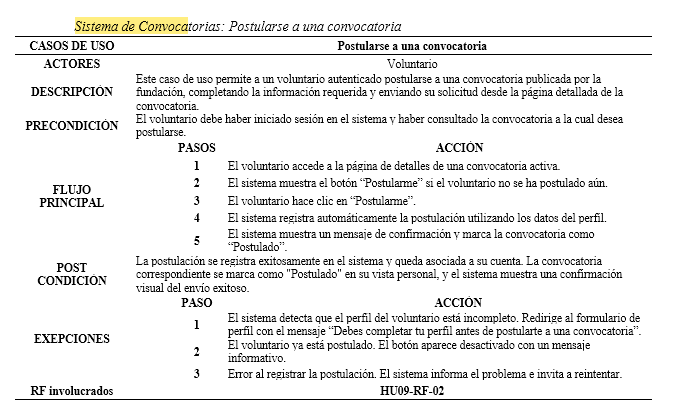 Sistema de Convocatorias: Postularse a una convocatoria
CASOS DE USO Postularse a una convocatoria
ACTORES Voluntario
DESCRIPCIÓN Este caso de uso permite a un voluntario autenticado postularse a una convocatoria publicada por la
fundación, completando la información requerida y enviando su solicitud desde la página detallada de la
convocatoria.
PRECONDICIÓN El voluntario debe haber iniciado sesión en el sistema y haber consultado la convocatoria a la cual desea
postularse.
FLUJO
PRINCIPAL
PASOS ACCIÓN
1 El voluntario accede a la página de detalles de una convocatoria activa.
2 El sistema muestra el botón “Postularme” si el voluntario no se ha postulado aún.
3 El voluntario hace clic en “Postularme”.
4 El sistema registra automáticamente la postulación utilizando los datos del perfil.
5 El sistema muestra un mensaje de confirmación y marca la convocatoria como
“Postulado”.
POST
CONDICIÓN
La postulación se registra exitosamente en el sistema y queda asociada a su cuenta. La convocatoria
correspondiente se marca como "Postulado" en su vista personal, y el sistema muestra una confirmación
visual del envío exitoso.
EXEPCIONES
PASO ACCIÓN
1 El sistema detecta que el perfil del voluntario está incompleto. Redirige al formulario de
perfil con el mensaje “Debes completar tu perfil antes de postularte a una convocatoria”.
2 El voluntario ya está postulado. El botón aparece desactivado con un mensaje
informativo.
3 Error al registrar la postulación. El sistema informa el problema e invita a reintentar.
RF involucrados HU09-RF-02